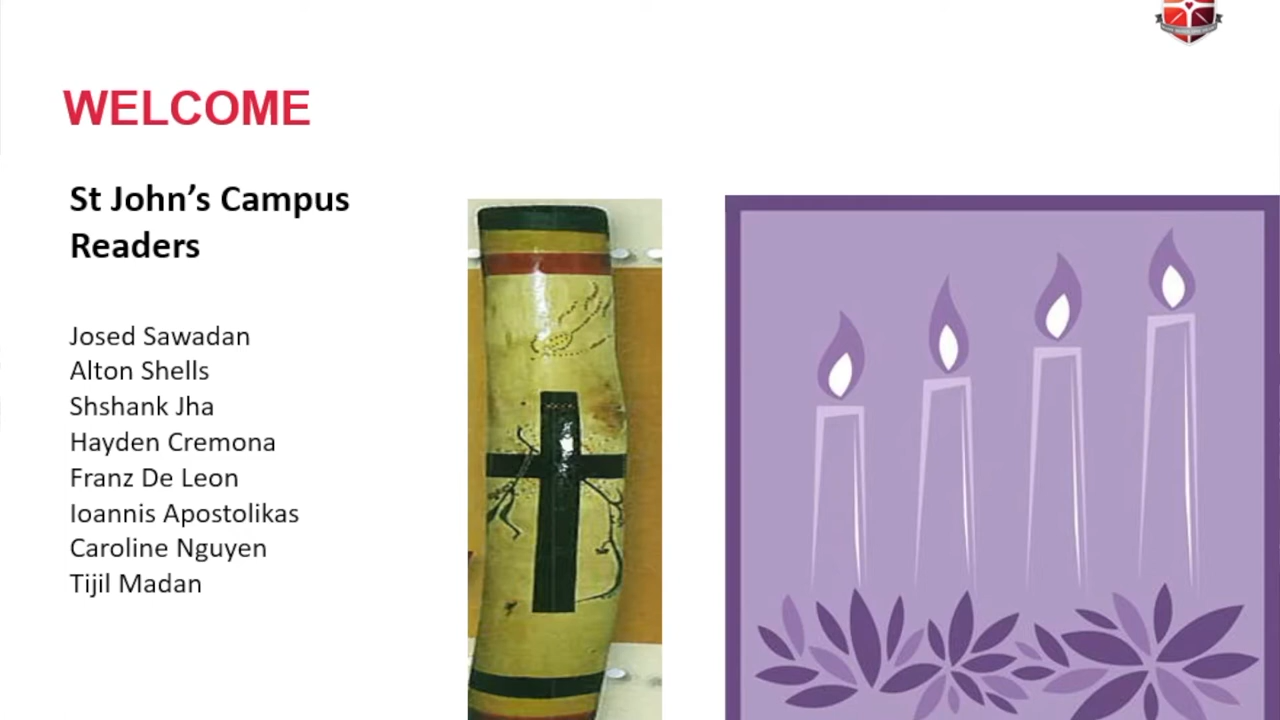 WELCOME
St John’s Campus
Readers
Josed Sawadan
Alton Shells
Shshank Jha
Hayden Cremona
Franz De Leon
Ioannis Apostolikas
Caroline Nguyen
Tijil Madan